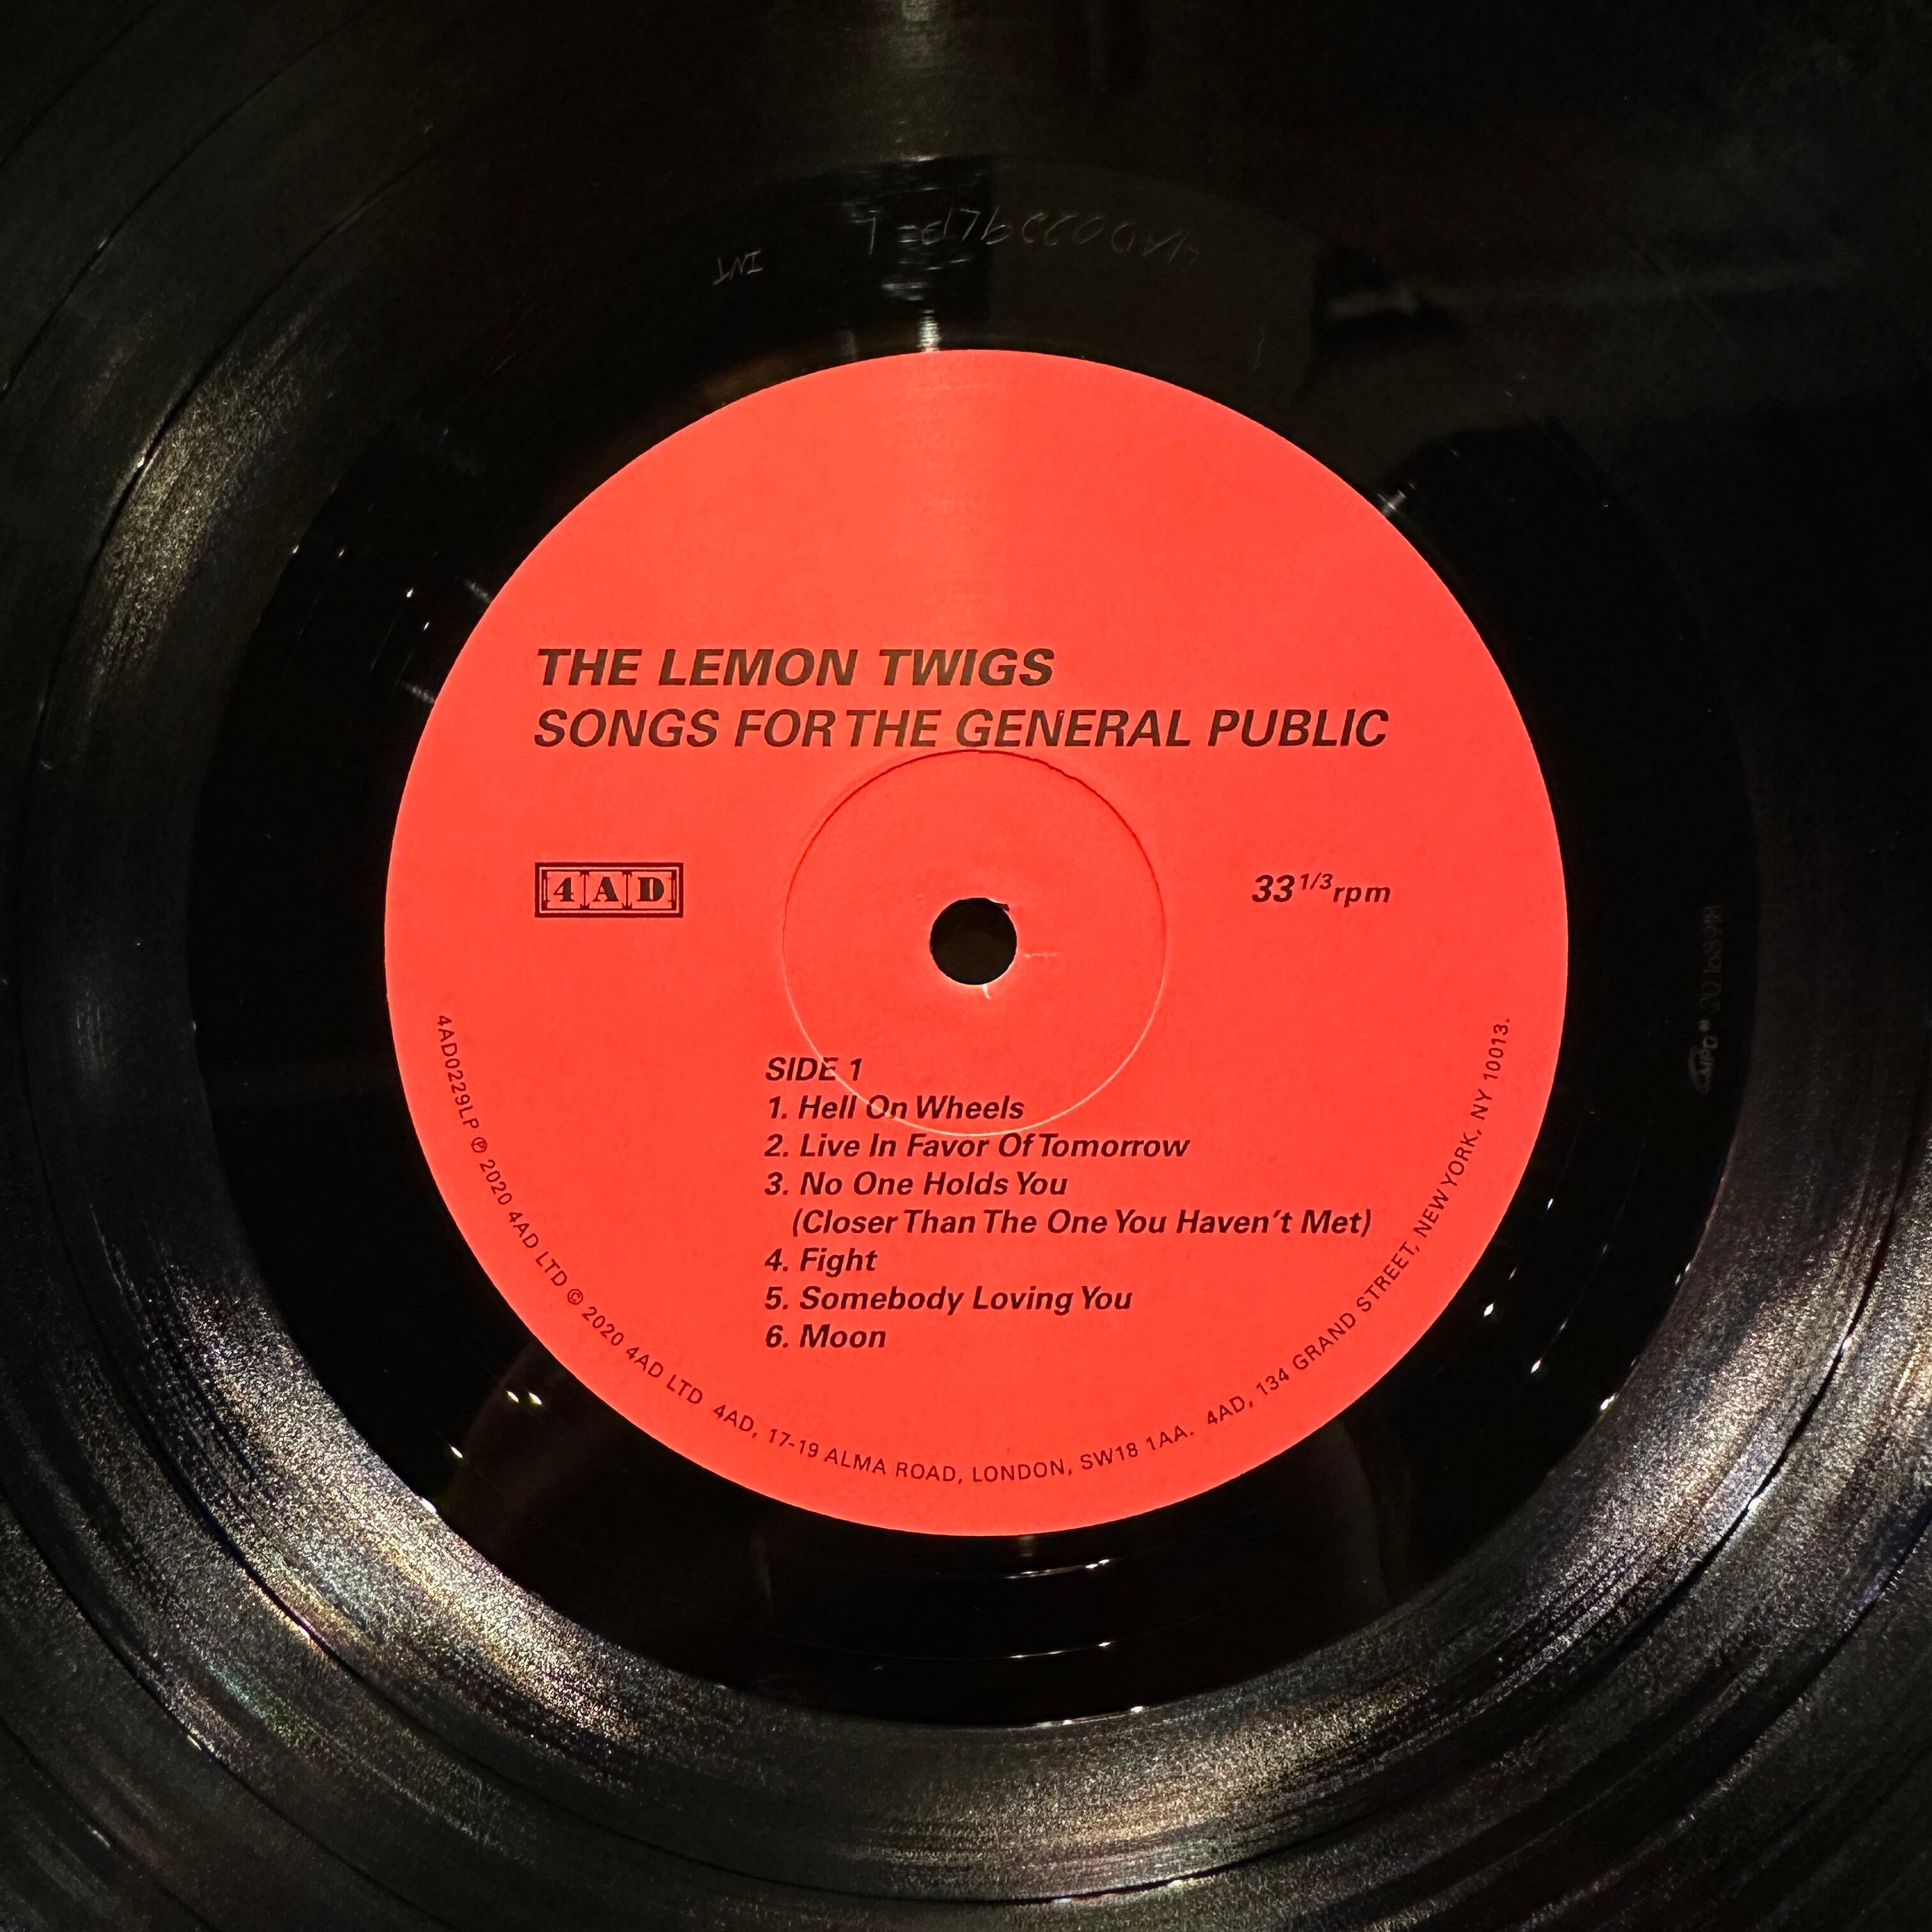 THE LEMON TWIGS
SONGS FOR THE GENERAL PUBLIC
4AD
33 1/3 rpm
SIDE 1
1. Hell On Wheels
2. Live In Favor Of Tomorrow
3. No One Holds You
(Closer Than The One You Haven't Met)
4. Fight
5. Somebody Loving You
6. Moon
4AD0229LP ℗ 2020 4AD LTD © 2020 4AD LTD 4AD, 17-19 ALMA ROAD, LONDON, SW18 1AA. 4AD, 134 GRAND STREET, NEW YORK, NY 10013.
INT